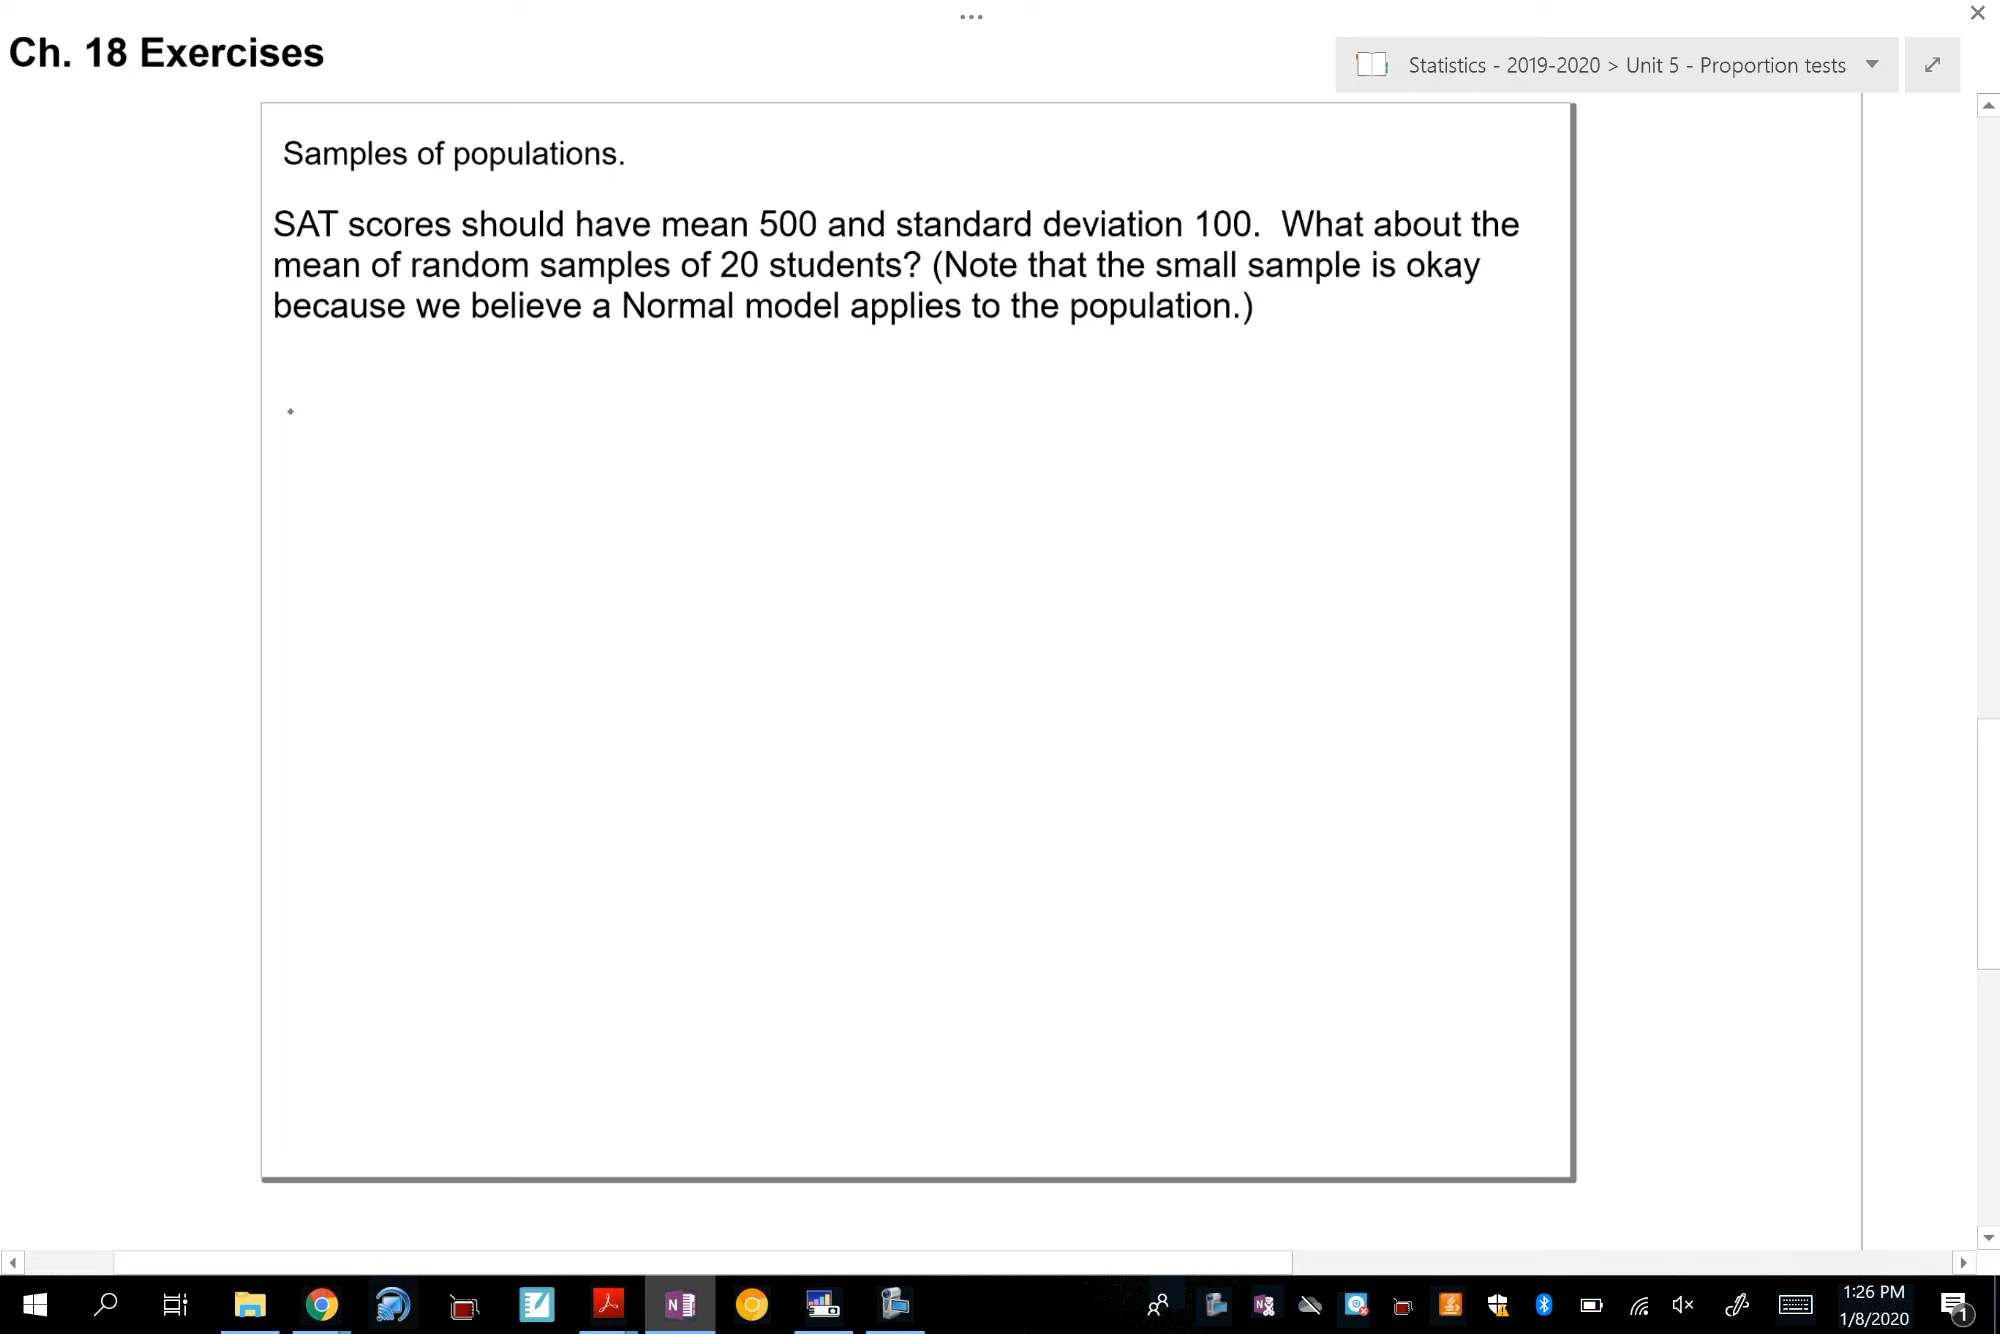 Ch. 18 Exercises
Statistics - 2019-2020 > Unit 5 - Proportion tests
Samples of populations.
SAT scores should have mean 500 and standard deviation 100.  What about the
mean of random samples of 20 students? (Note that the small sample is okay
because we believe a Normal model applies to the population.)
1:26 PM
1/8/2020
1